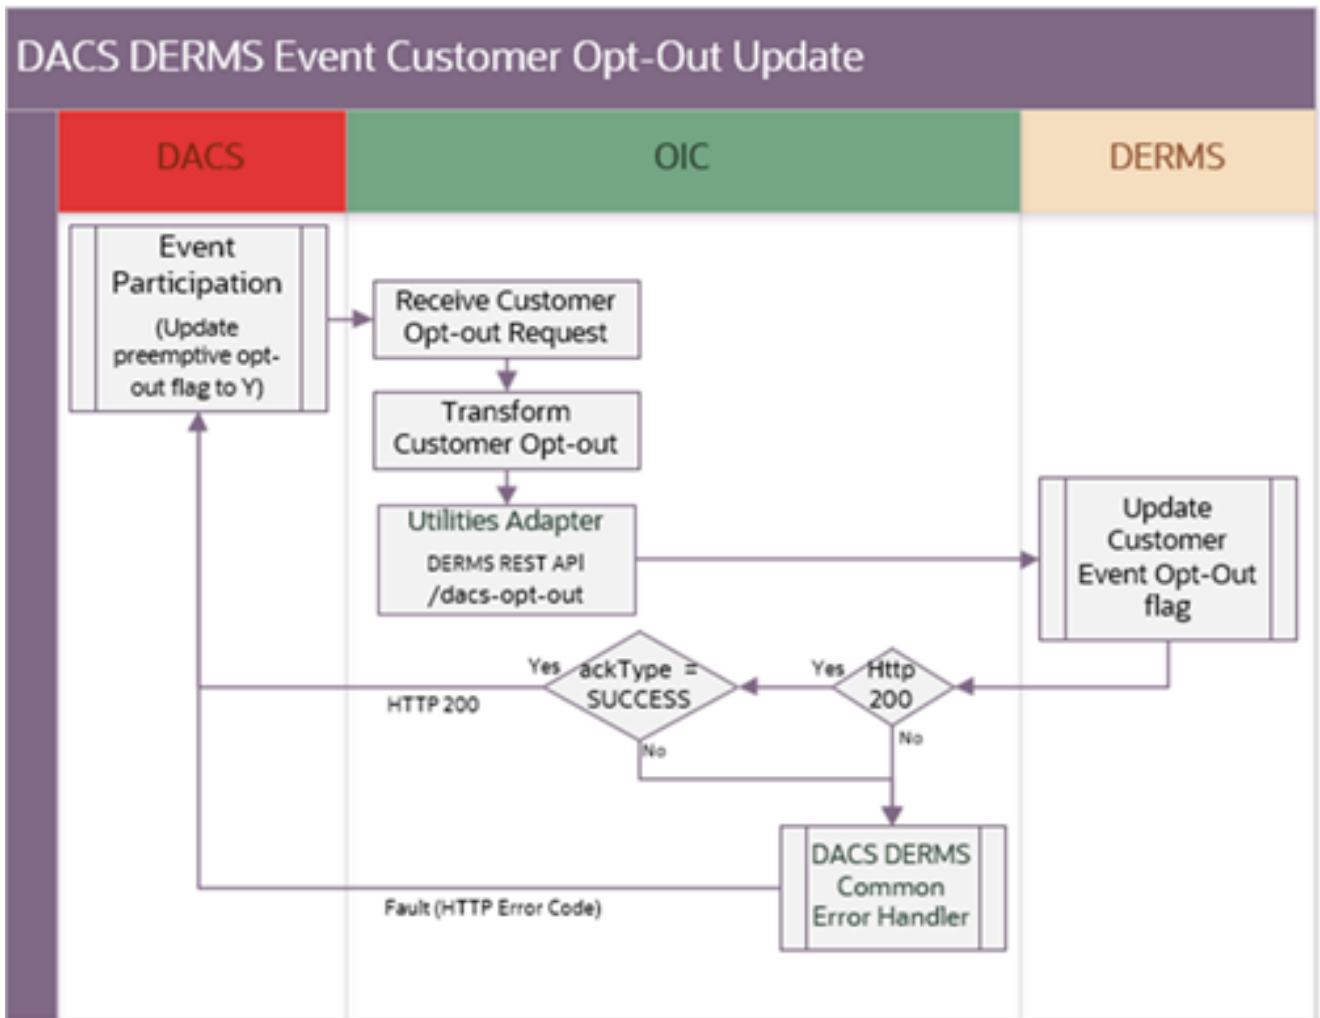 DACS DERMS Event Customer Opt-Out Update
DACS
OIC
DERMS
Event
Participation
(Update
preemptive opt-
out flag to Y)
Receive Customer
Opt-out Request
Transform
Customer Opt-out
Utilities Adapter
DERMS REST API
/dacs-opt-out
Update
Customer
Event Opt-Out
flag
Http
200
Yes
No
ackType =
SUCCESS
Yes
No
HTTP 200
DACS DERMS
Common
Error Handler
Fault (HTTP Error Code)